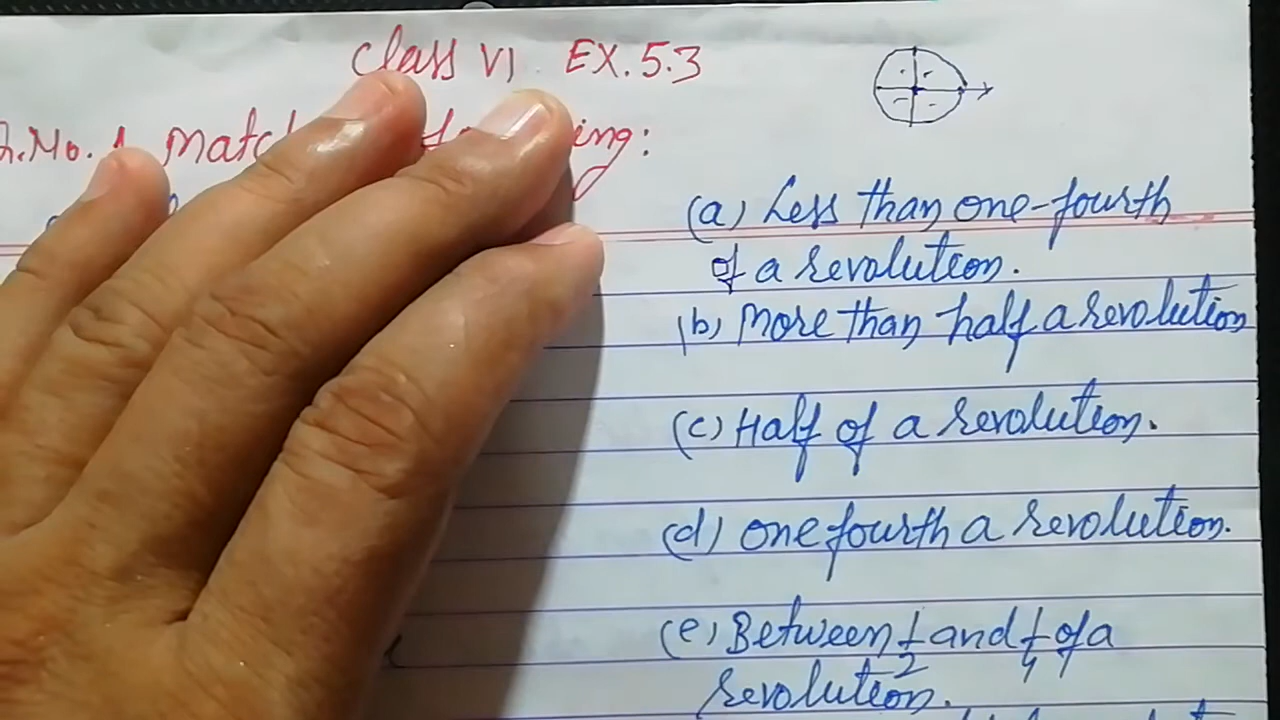 Class VI EX.5.3
No. 1 Match ing:
(a) Less than one-fourth
of a revolution.
(b) More than half a revolution
(c) Half of a revolution.
(d) one fourth a revolution.
(e) Between 1/2 and 1/4 of a
revolution.